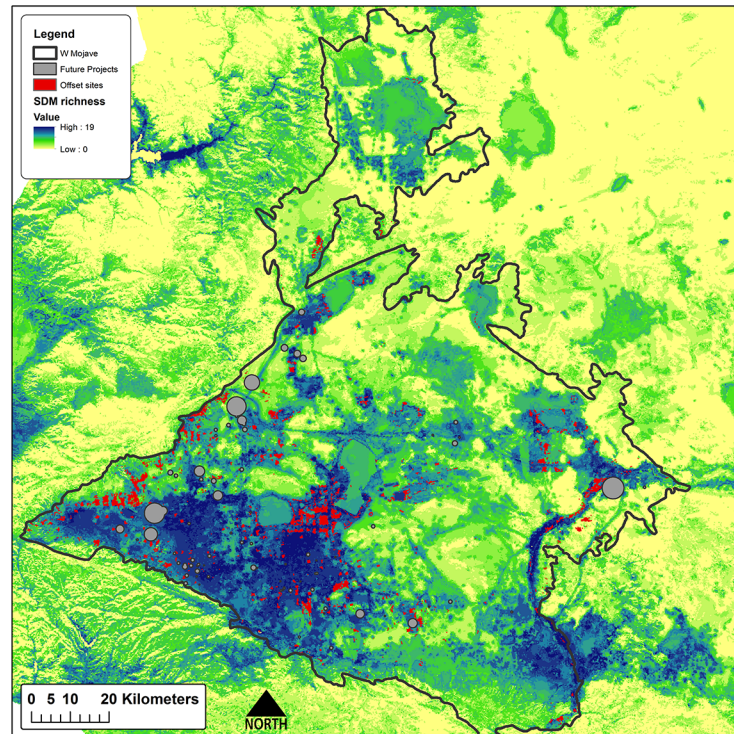 Legend
W Mojave
Future Projects
Offset sites
SDM richness
Value
High : 19
Low : 0
0 5 10 20 Kilometers
NORTH